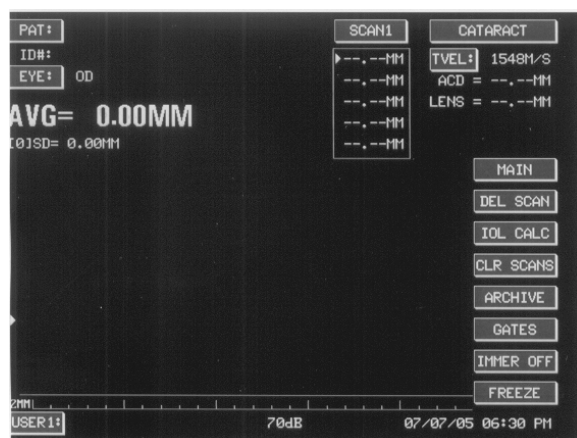 PAT:
SCAN1
CATARACT
ID#:
--.--MM
TVEL: 1548M/S
EYE: OD
--.--MM
ACD = --.--MM
--.--MM
LENS = --.--MM
AVG= 0.00MM
--.--MM
[0]SD= 0.00MM
--.--MM
MAIN
DEL SCAN
IOL CALC
CLR SCANS
ARCHIVE
GATES
IMMER OFF
FREEZE
2MM
USER1:
70dB
07/07/05 06:30 PM